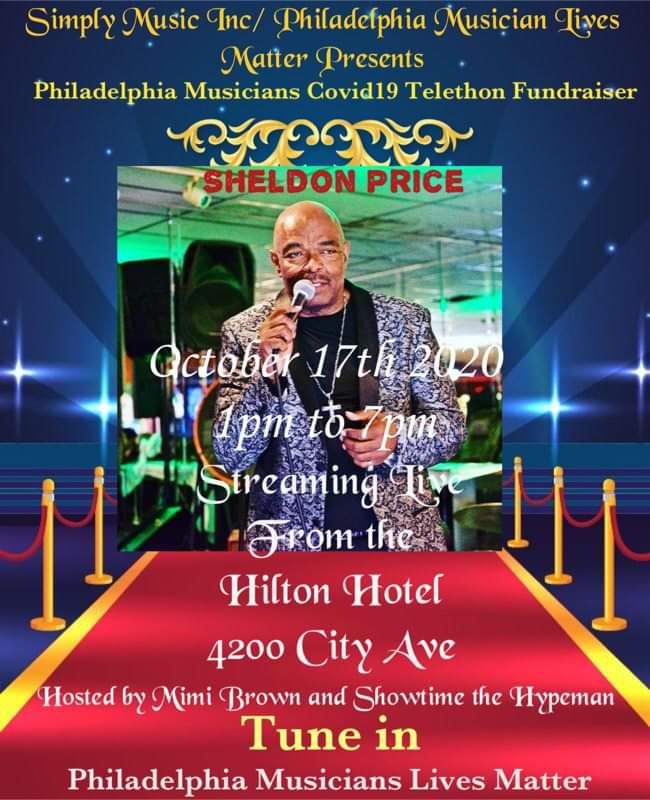 Simply Music Inc/ Philadelphia Musician Lives
Matter Presents
Philadelphia Musicians Covid19 Telethon Fundraiser
SHELDON PRICE
October 17th 2020
1pm to 7pm
Streaming Live
From the
Hilton Hotel
4200 City Ave
Hosted by Mimi Brown and Showtime the Hypeman
Tune in
Philadelphia Musicians Lives Matter